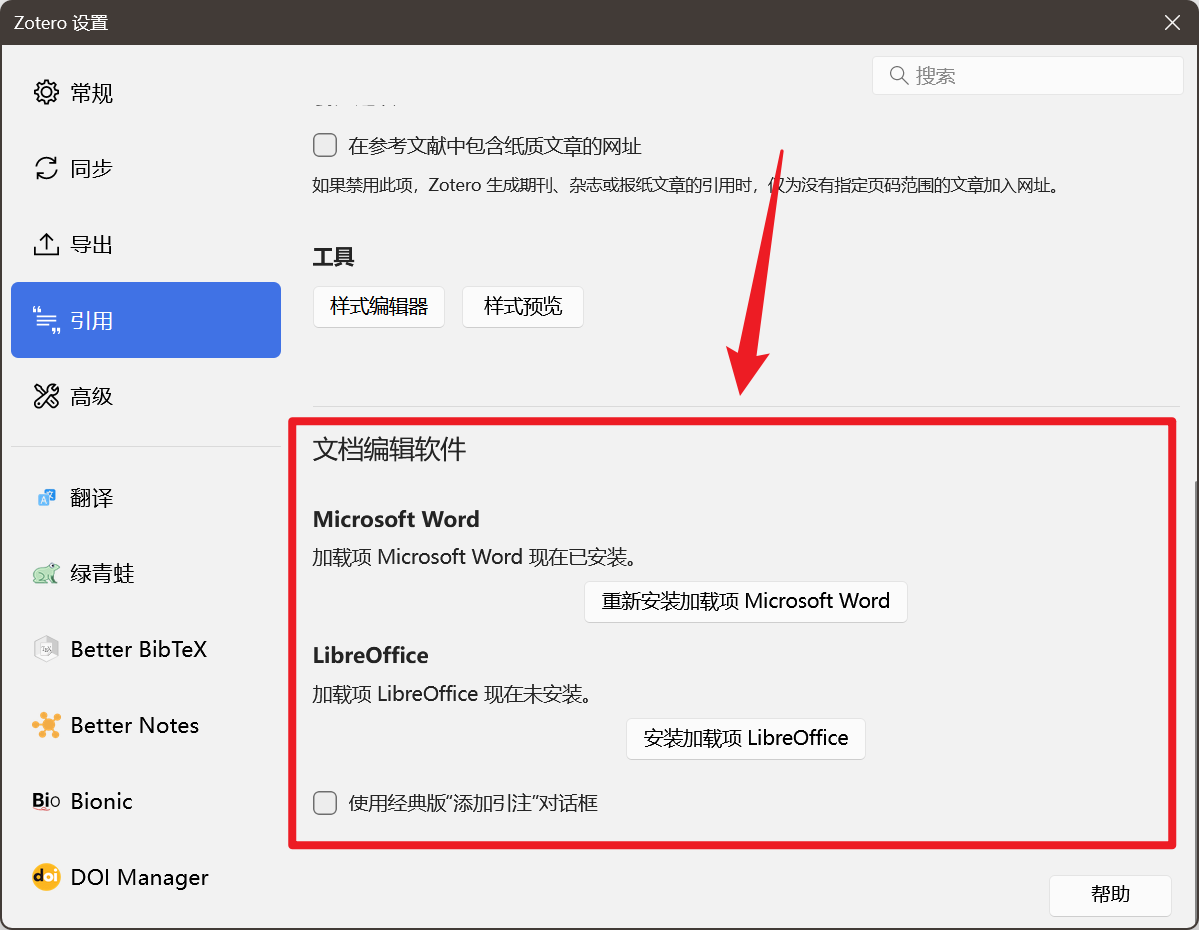 Zotero 设置
搜索
常规
同步
导出
引用
高级
翻译
绿青蛙
Better BibTeX
Better Notes
Bio Bionic
doi DOI Manager
在参考文献中包含纸质文章的网址
如果禁用此项，Zotero 生成期刊、杂志或报纸文章的引用时，仅为没有指定页码范围的文章加入网址。
工具
样式编辑器
样式预览
文档编辑软件
Microsoft Word
加载项 Microsoft Word 现在已安装。
重新安装加载项 Microsoft Word
LibreOffice
加载项 LibreOffice 现在未安装。
安装加载项 LibreOffice
使用经典版“添加引注”对话框
帮助